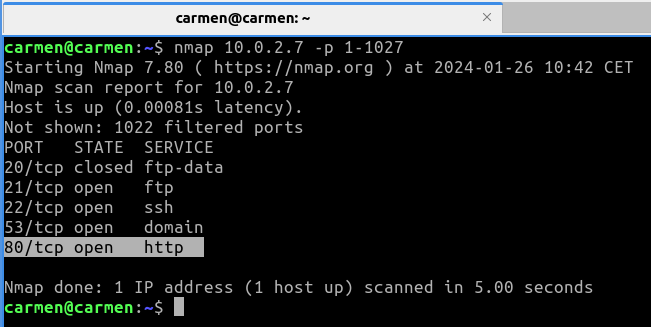 carmen@carmen: ~
carmen@carmen:~$ nmap 10.0.2.7 -p 1-1027
Starting Nmap 7.80 ( https://nmap.org ) at 2024-01-26 10:42 CET
Nmap scan report for 10.0.2.7
Host is up (0.00081s latency).
Not shown: 1022 filtered ports
PORT   STATE  SERVICE
20/tcp closed ftp-data
21/tcp open   ftp
22/tcp open   ssh
53/tcp open   domain
80/tcp open   http
Nmap done: 1 IP address (1 host up) scanned in 5.00 seconds
carmen@carmen:~$